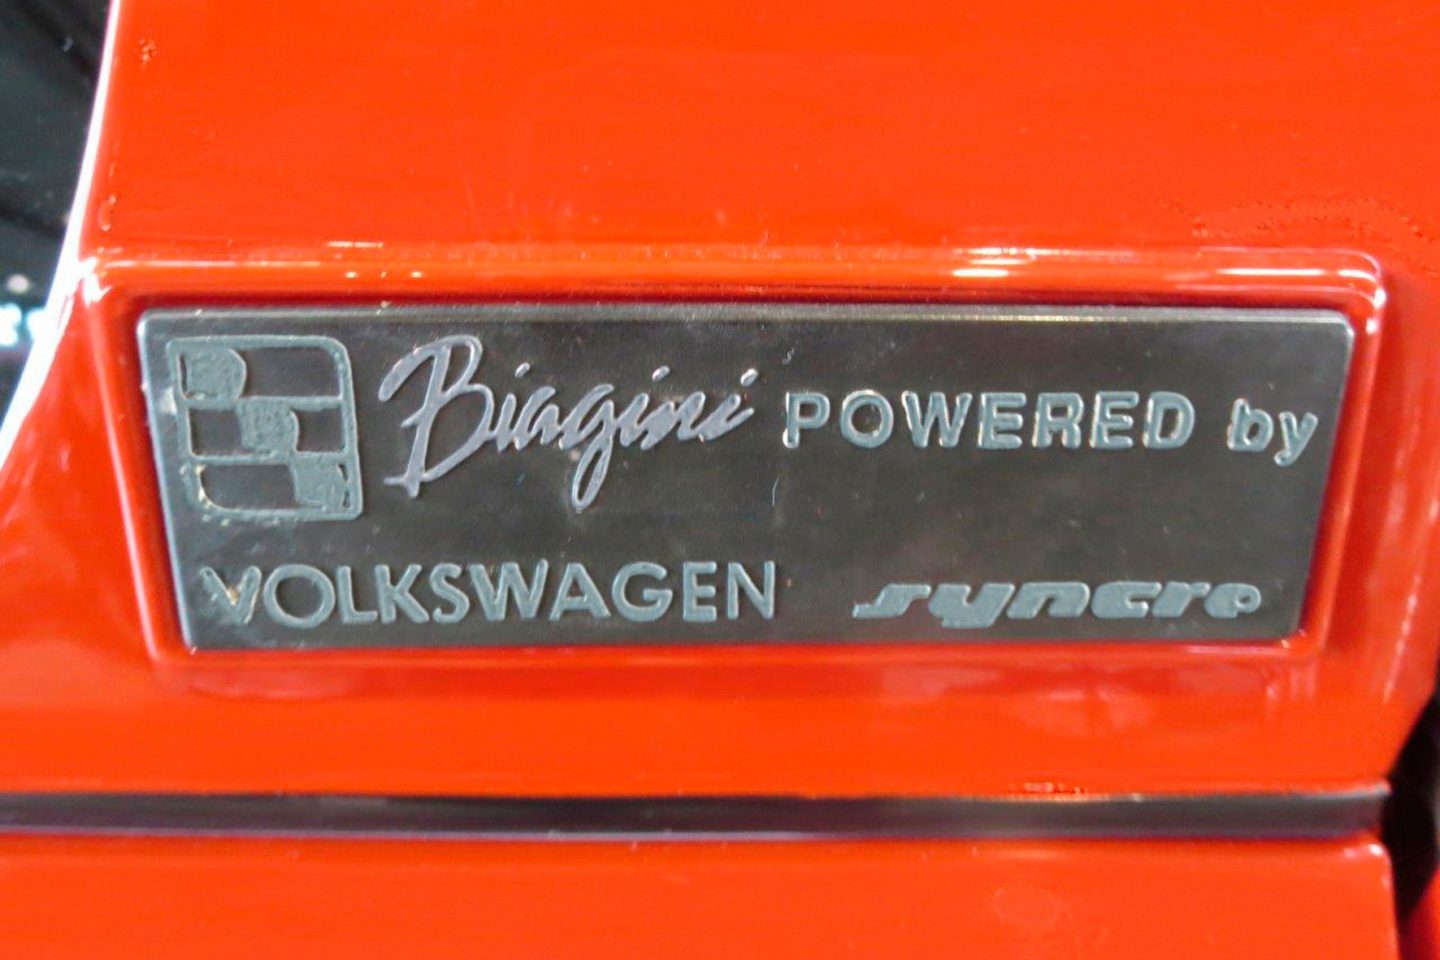 Biagini POWERED by
VOLKSWAGEN syncro